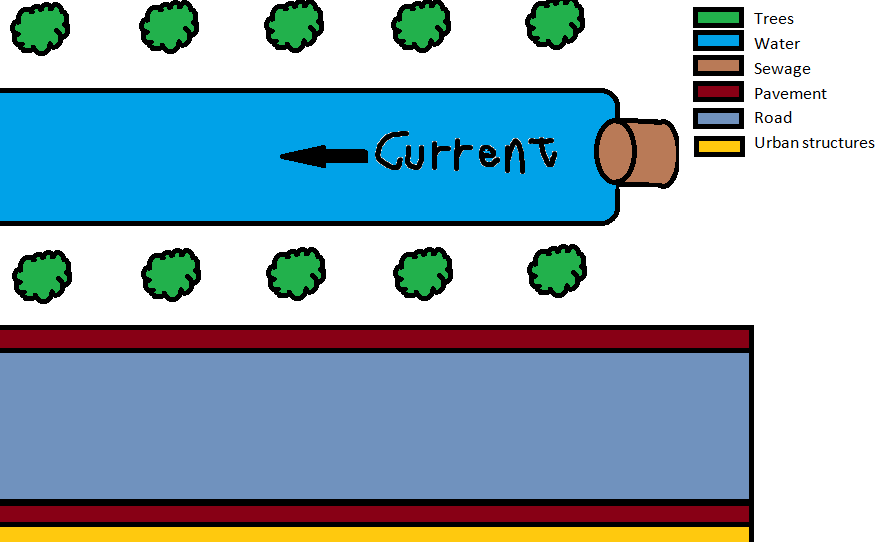 Trees
Water
Sewage
Pavement
Road
Urban structures
Current